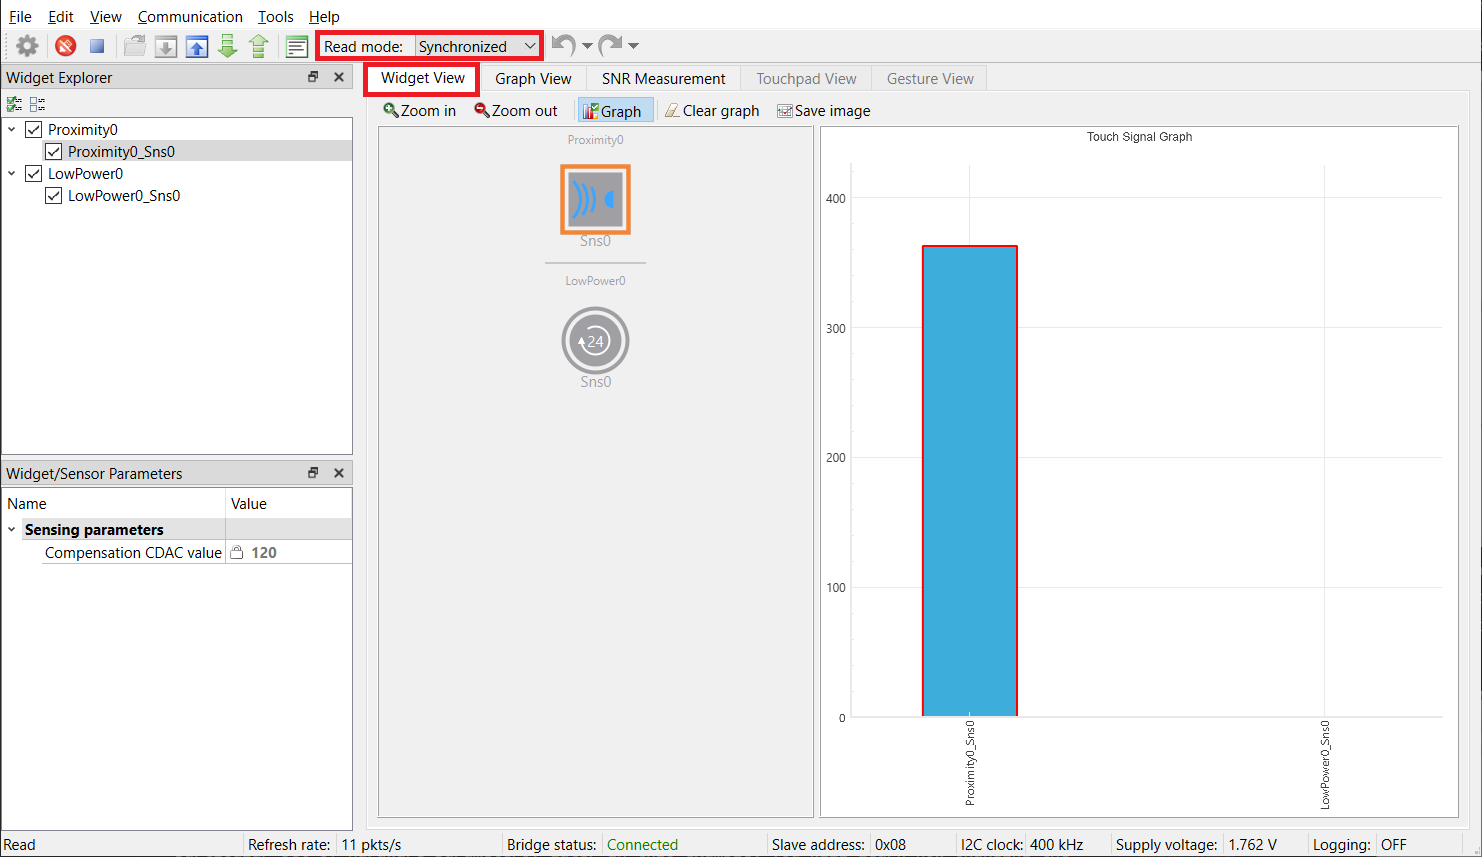 File Edit View Communication Tools Help
Read mode: Synchronized
Widget Explorer
Proximity0
Proximity0_Sns0
LowPower0
LowPower0_Sns0
Widget/Sensor Parameters
Name Value
Sensing parameters
Compensation CDAC value 120
Widget View Graph View SNR Measurement Touchpad View Gesture View
Zoom in Zoom out Graph Clear graph Save image
Proximity0
Sns0
LowPower0
24
Sns0
Touch Signal Graph
400
300
200
100
0
Proximity0_Sns0
LowPower0_Sns0
Read Refresh rate: 11 pkts/s Bridge status: Connected Slave address: 0x08 I2C clock: 400 kHz Supply voltage: 1.762 V Logging: OFF